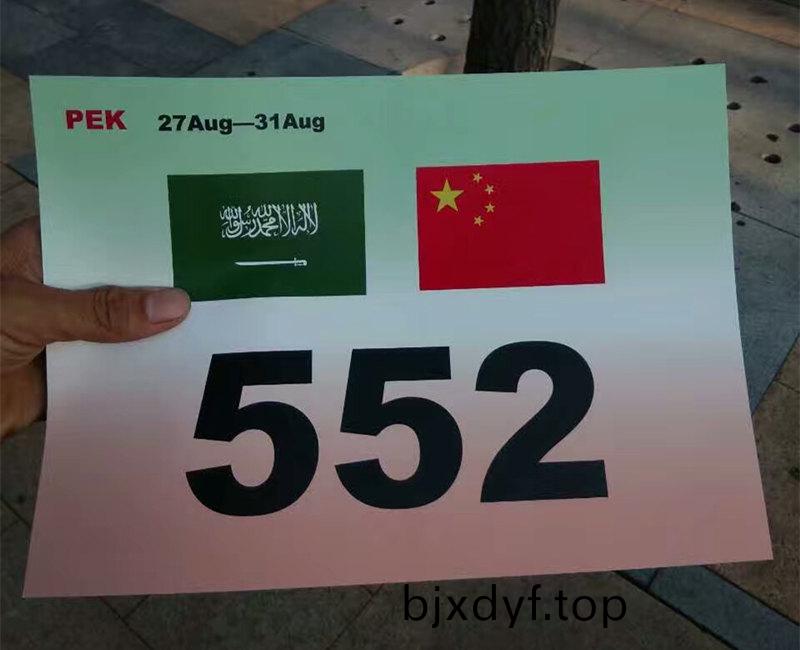 PEK 27Aug—31Aug
لا إله إلا الله محمد رسول الله
552
bjxdyf.top